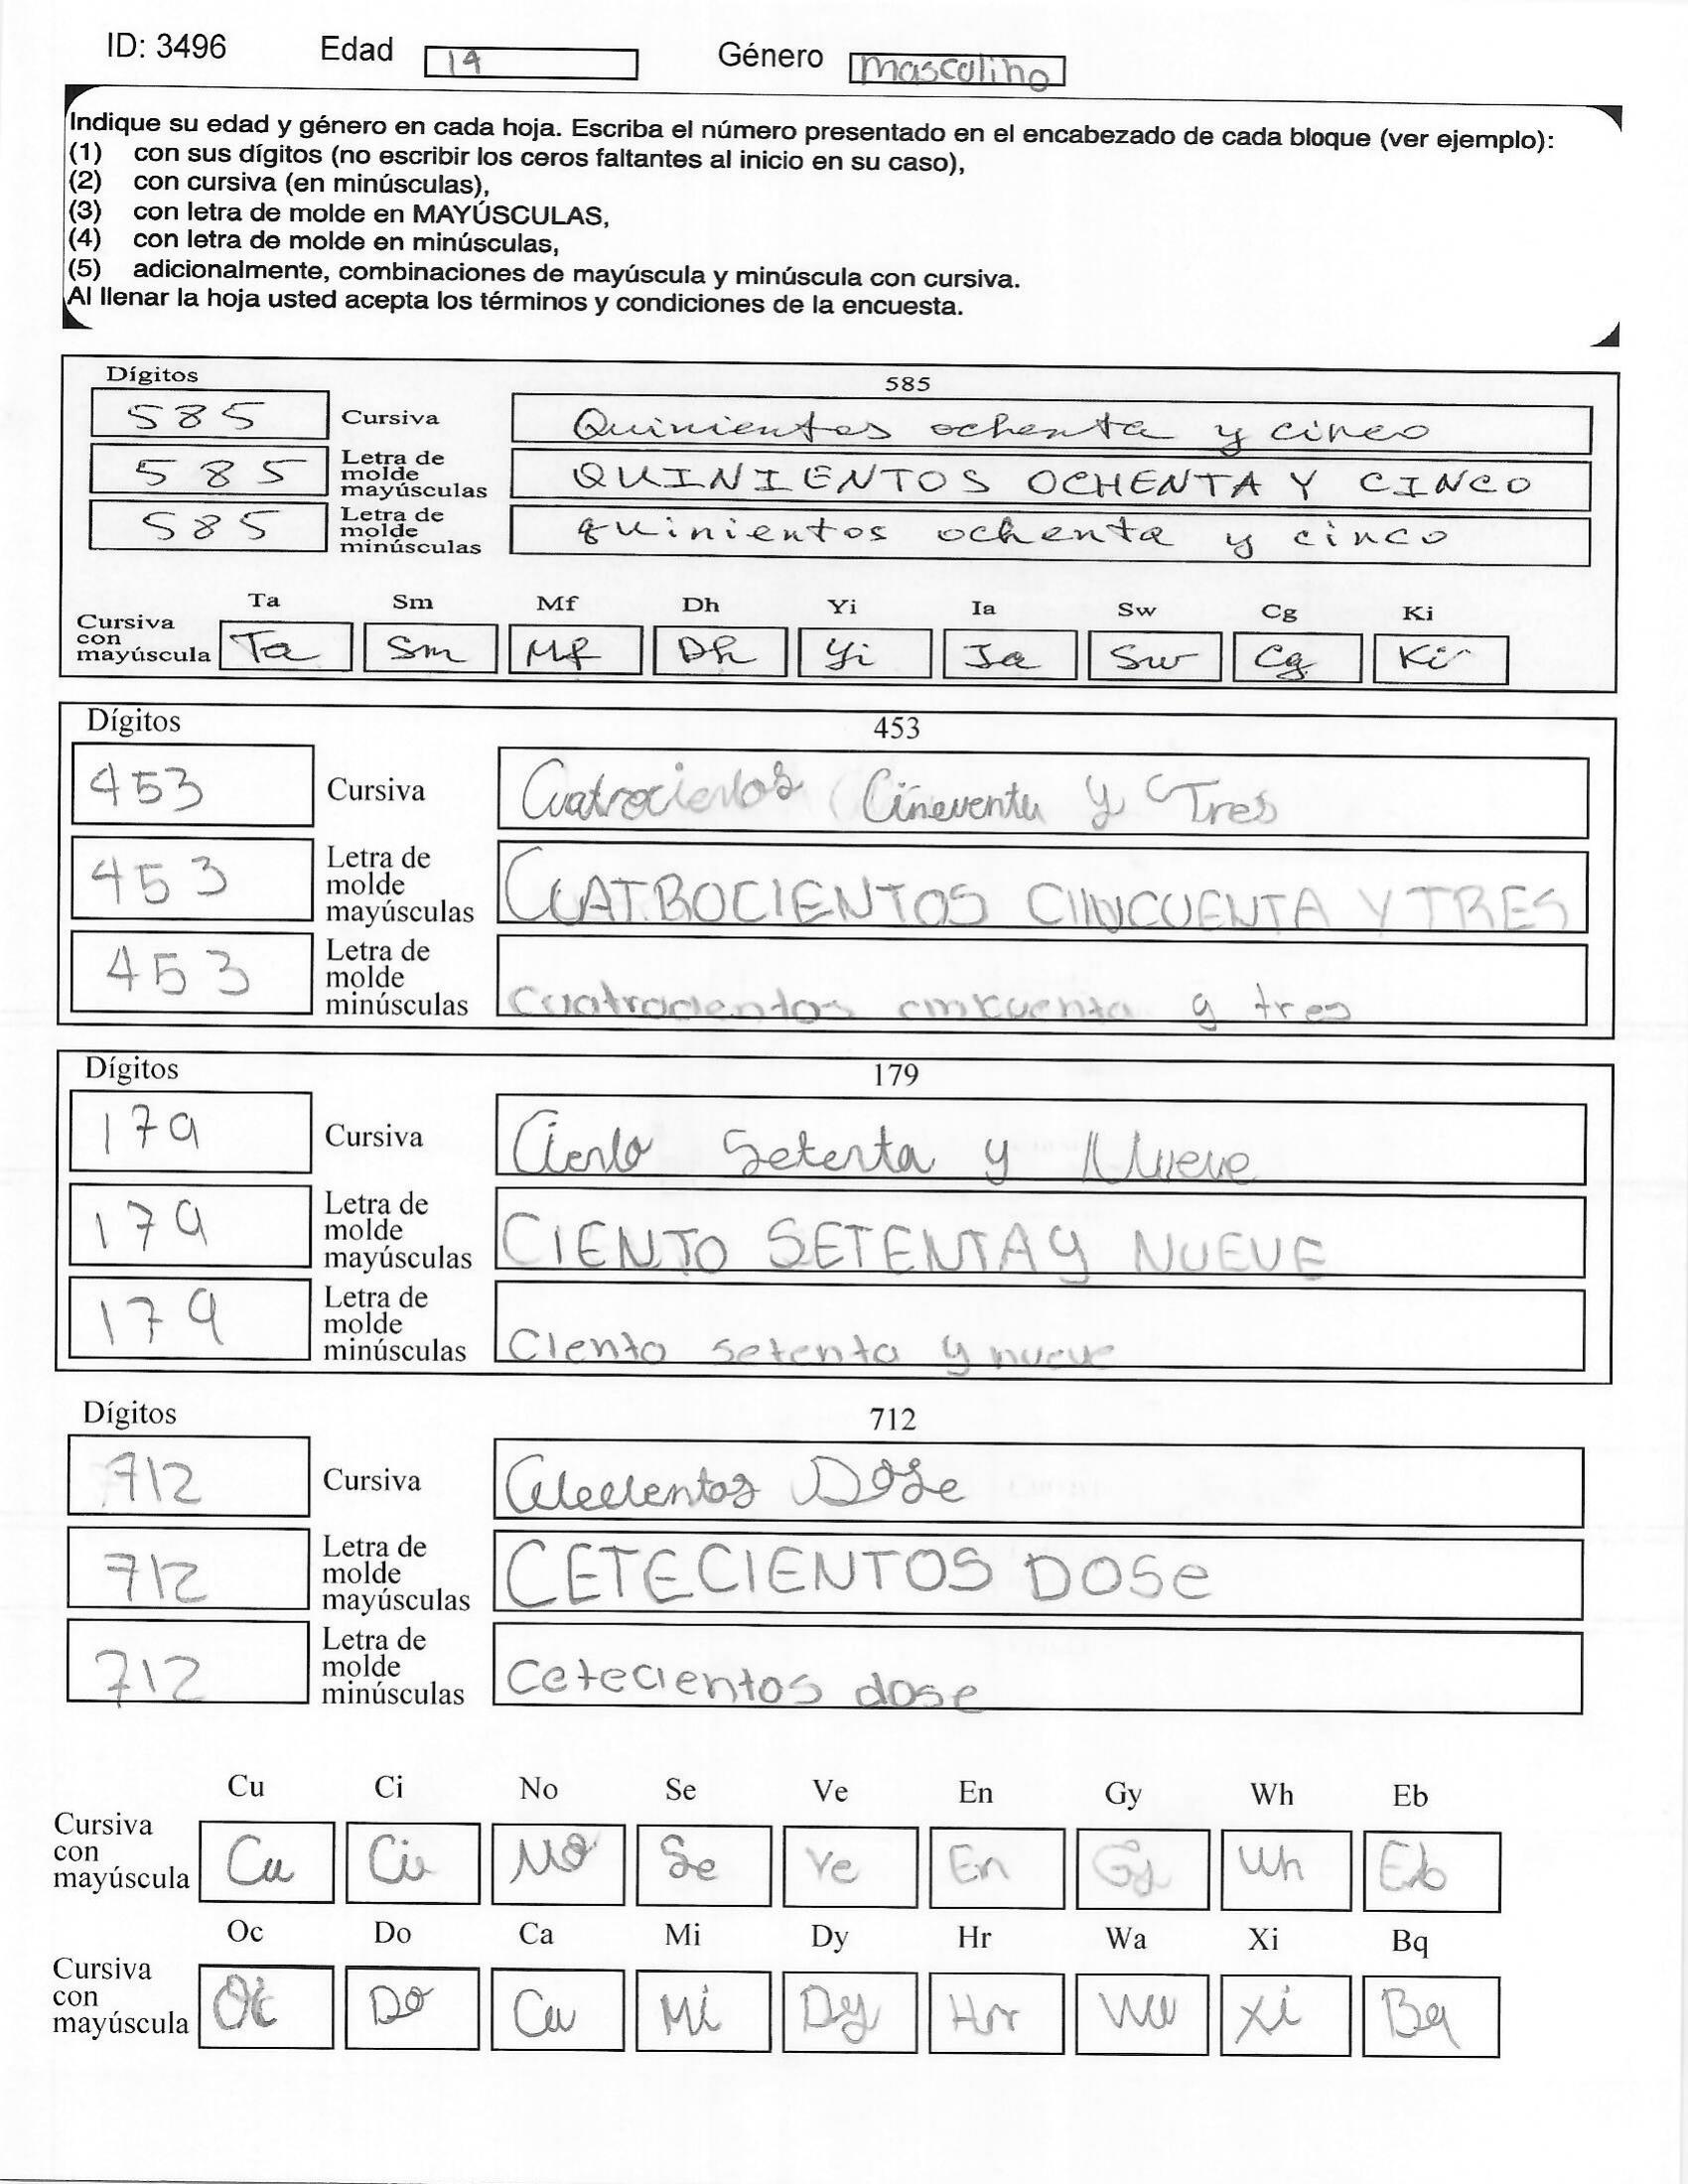 ID: 3496 Edad 14 Género masculino
Indique su edad y género en cada hoja. Escriba el número presentado en el encabezado de cada bloque (ver ejemplo):
(1) con sus dígitos (no escribir los ceros faltantes al inicio en su caso),
(2) con cursiva (en minúsculas),
(3) con letra de molde en MAYÚSCULAS,
(4) con letra de molde en minúsculas,
(5) adicionalmente, combinaciones de mayúscula y minúscula con cursiva.
Al llenar la hoja usted acepta los términos y condiciones de la encuesta.
Dígitos 585
585 Cursiva Quinientos ochenta y cinco
585 Letra de molde mayúsculas QUINIENTOS OCHENTA Y CINCO
585 Letra de molde minúsculas quinientos ochenta y cinco
Ta Sm Mf Dh Yi Ia Sw Cg Ki
Cursiva con mayúscula Ta Sm Mf Dh Yi Ia Sw Cg Ki
Dígitos 453
453 Cursiva Cuatrocientos Cincuenta y Tres
453 Letra de molde mayúsculas CUATROCIENTOS CINCUENTA Y TRES
453 Letra de molde minúsculas cuatrocientos cincuenta y tres
Dígitos 179
179 Cursiva Ciento Setenta y Nueve
179 Letra de molde mayúsculas CIENTO SETENTA y NUEVE
179 Letra de molde minúsculas Ciento setenta y nueve
Dígitos 712
712 Cursiva Dose
712 Letra de molde mayúsculas CETECIENTOS DOSe
712 Letra de molde minúsculas cetecientos dose
Cu Ci No Se Ve En Gy Wh Eb
Cursiva con mayúscula Cu Ci No Se Ve En Gy Wh Eb
Oc Do Ca Mi Dy Hr Wa Xi Bq
Cursiva con mayúscula Oc Do Ca Mi Dy Hr Wa Xi Bq